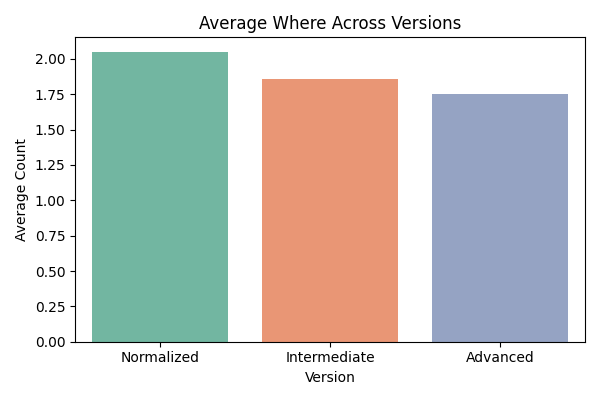 Average Where Across Versions
Average Count
2.00
1.75
1.50
1.25
1.00
0.75
0.50
0.25
0.00
Normalized
Intermediate
Advanced
Version